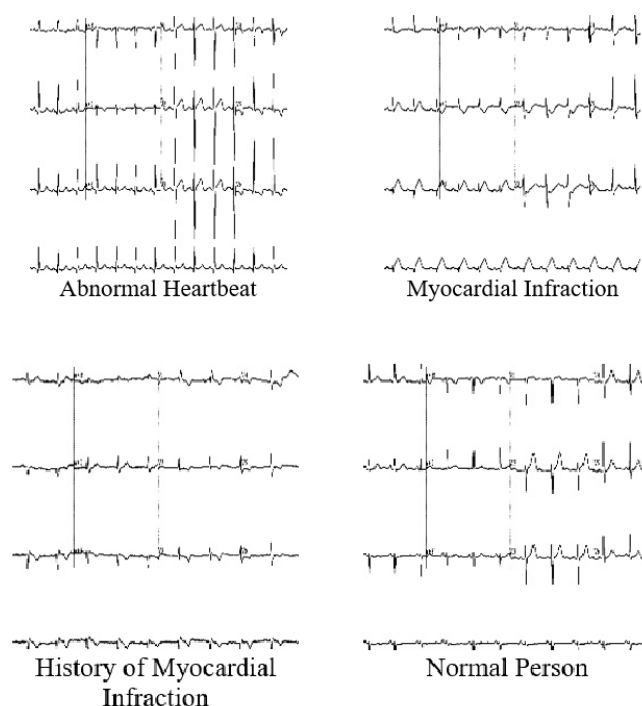 Abnormal Heartbeat
Myocardial Infraction
History of Myocardial
Infraction
Normal Person